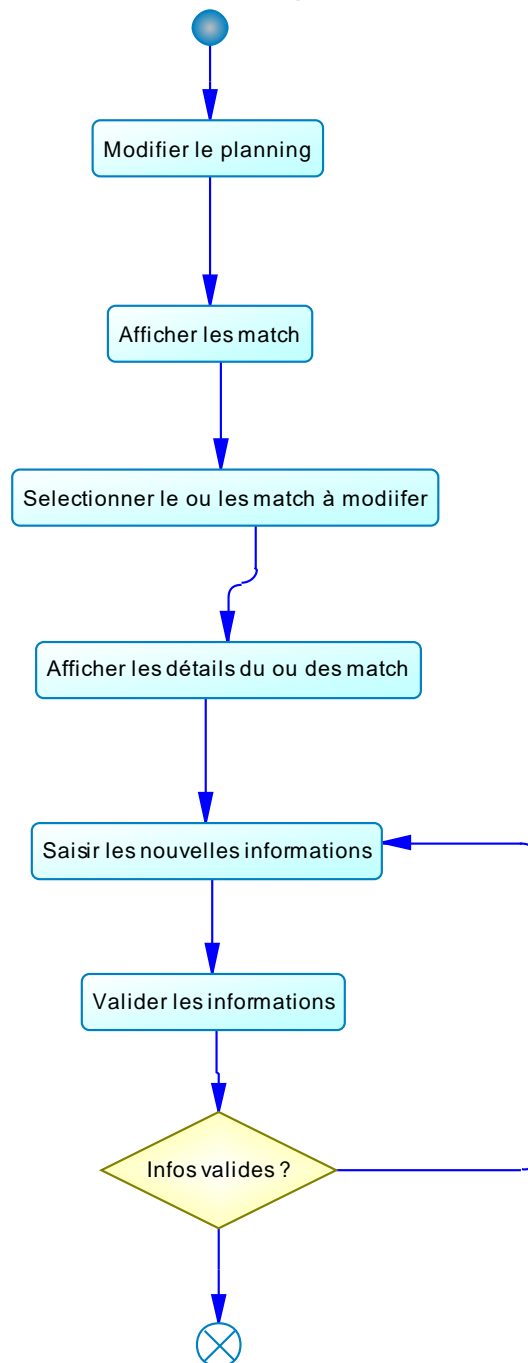 Modifier le planning
Afficher les match
Selectionner le ou les match à modiifer
Afficher les détails du ou des match
Saisir les nouvelles informations
Valider les informations
Infos valides ?